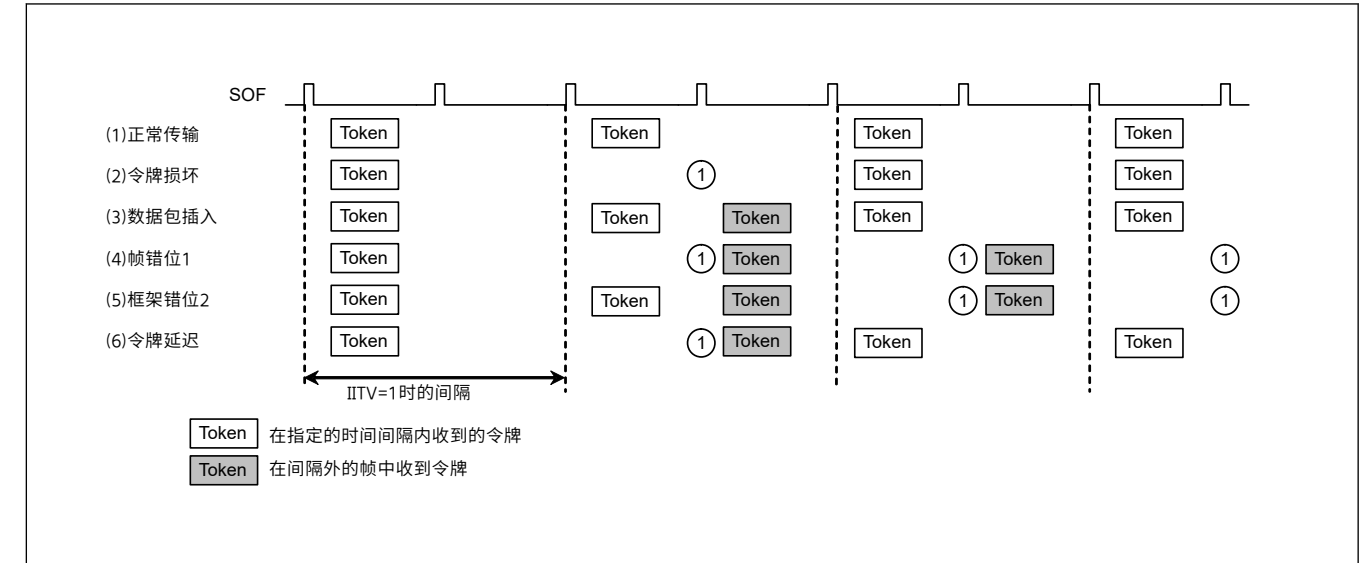 SOF
(1)正常传输 Token Token Token Token
(2)令牌损坏 Token 1 Token Token
(3)数据包插入 Token Token Token Token Token
(4)帧错位1 Token 1 Token 1 Token 1
(5)框架错位2 Token Token Token 1 Token 1
(6)令牌延迟 Token 1 Token Token Token
IITV=1时的间隔
Token 在指定的时间间隔内收到的令牌
Token 在间隔外的帧中收到令牌